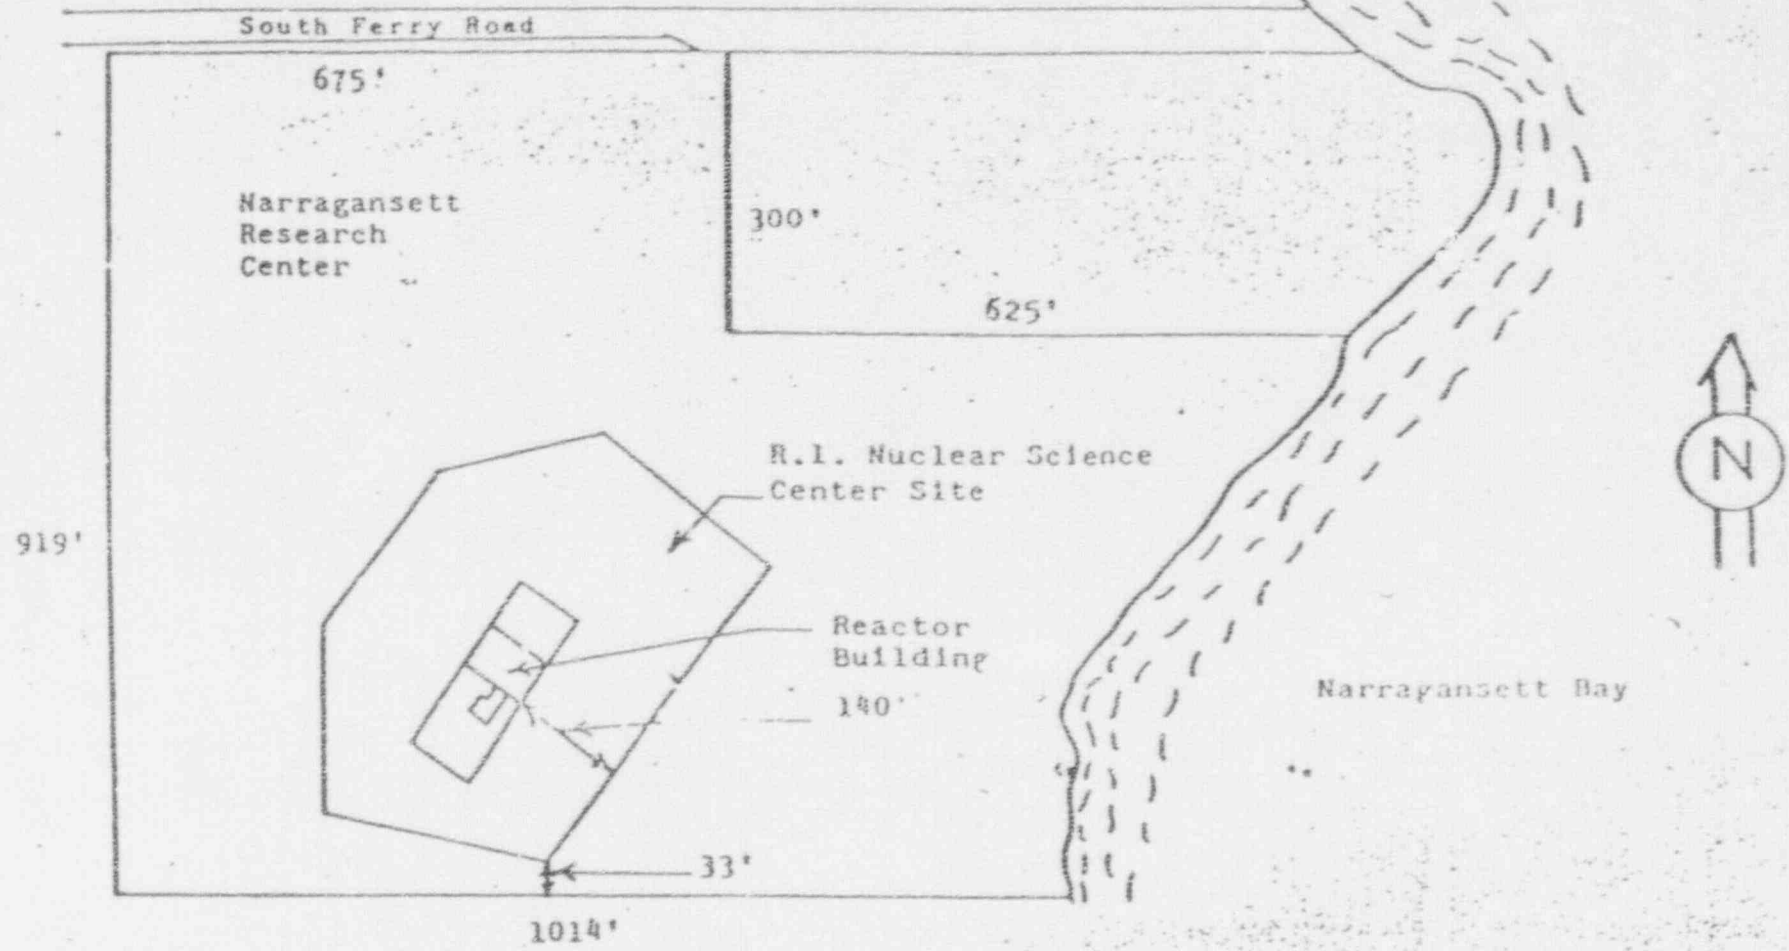 South Ferry Road
675'
Narragansett
Research
Center
300'
625'
R.I. Nuclear Science
Center Site
N
919'
Reactor
Building
140'
Narragansett Bay
33'
1014'